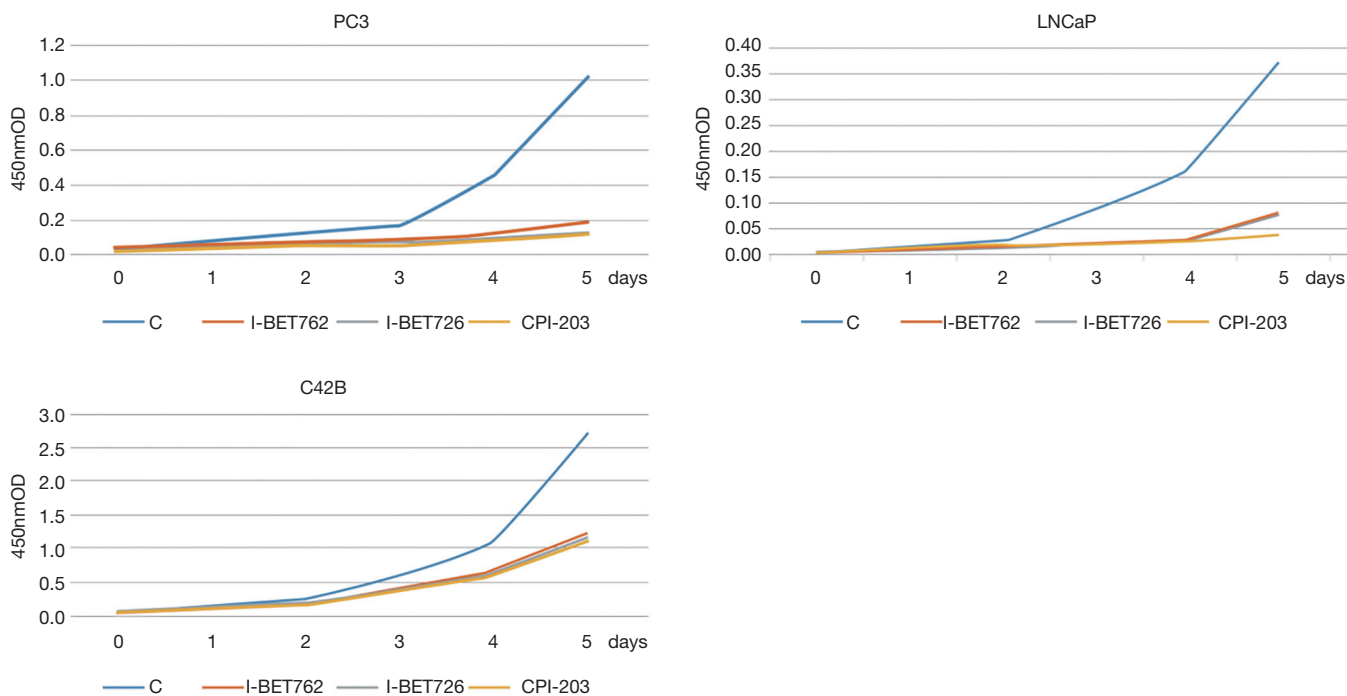 PC3
1.2
1.0
0.8
0.6
0.4
0.2
0.0
450nmOD
0 1 2 3 4 5 days
C I-BET762 I-BET726 CPI-203
LNCaP
0.40
0.35
0.30
0.25
0.20
0.15
0.10
0.05
0.00
450nmOD
0 1 2 3 4 5 days
C I-BET762 I-BET726 CPI-203
C42B
3.0
2.5
2.0
1.5
1.0
0.5
0.0
450nmOD
0 1 2 3 4 5 days
C I-BET762 I-BET726 CPI-203